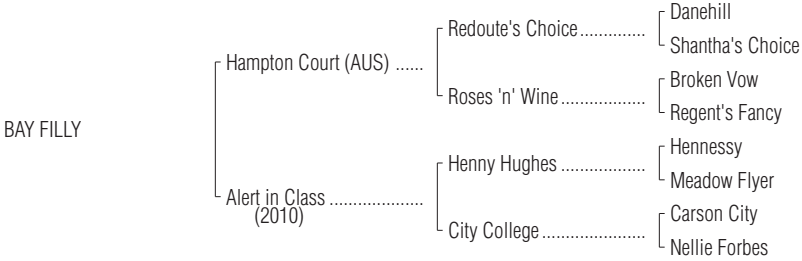 Danehill
Redoute's Choice..............
Shantha's Choice
Hampton Court (AUS) ......
Broken Vow
Roses 'n' Wine..................
Regent's Fancy
BAY FILLY
Hennessy
Henny Hughes ..................
Meadow Flyer
Alert in Class ....................
(2010)
Carson City
City College......................
Nellie Forbes